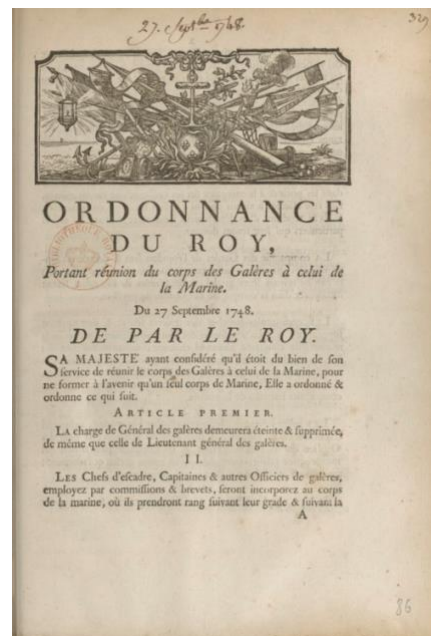 27. Septbre 1748.
329
ORDONNANCE
DU ROY,
Portant réunion du corps des Galères à celui de
la Marine.
Du 27 Septembre 1748.
DE PAR LE ROY.
SA MAJESTÉ ayant considéré qu'il étoit du bien de son
service de réunir le corps des Galères à celui de la Marine, pour
ne former à l'avenir qu'un seul corps de Marine, Elle a ordonné &
ordonne ce qui suit.
ARTICLE PREMIER.
LA charge de Général des galères demeurera éteinte & supprimée,
de même que celle de Lieutenant général des galères.
II.
LES Chefs d'escadre, Capitaines & autres Officiers de galères,
employez par commissions & brevets, seront incorporez au corps
de la marine, où ils prendront rang suivant leur grade & suivant la
A
86